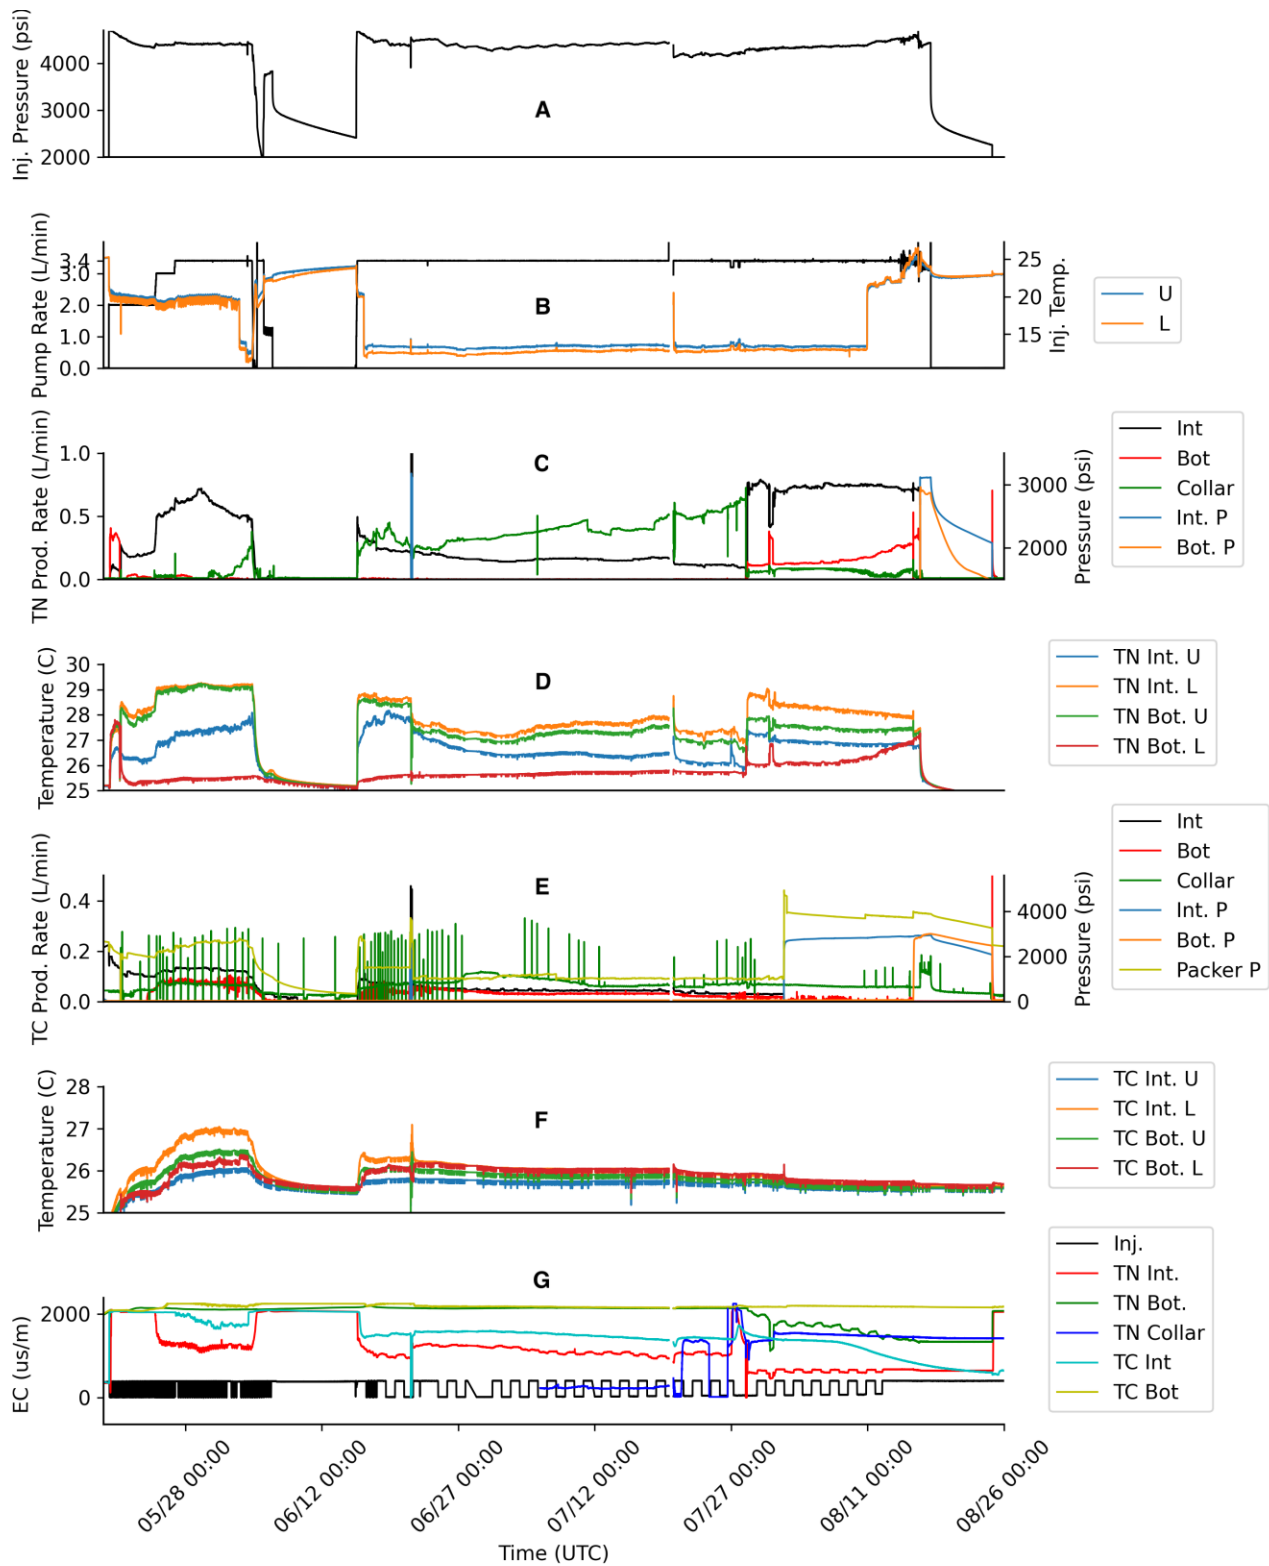 Inj. Pressure (psi)
4000
3000
2000
A
Pump Rate (L/min)
3.4
3.0
2.0
1.0
0.0
B
25
20
15
Inj. Temp.
U
L
TN Prod. Rate (L/min)
1.0
0.5
0.0
C
3000
2000
Pressure (psi)
Int
Bot
Collar
Int. P
Bot. P
Temperature (C)
30
29
28
27
26
25
D
TN Int. U
TN Int. L
TN Bot. U
TN Bot. L
TC Prod. Rate (L/min)
0.4
0.2
0.0
E
4000
2000
0
Pressure (psi)
Int
Bot
Collar
Int. P
Bot. P
Packer P
Temperature (C)
28
27
26
25
F
TC Int. U
TC Int. L
TC Bot. U
TC Bot. L
EC (us/m)
2000
1000
0
G
Inj.
TN Int.
TN Bot.
TN Collar
TC Int
TC Bot
05/28 00:00
06/12 00:00
06/27 00:00
07/12 00:00
07/27 00:00
08/11 00:00
08/26 00:00
Time (UTC)